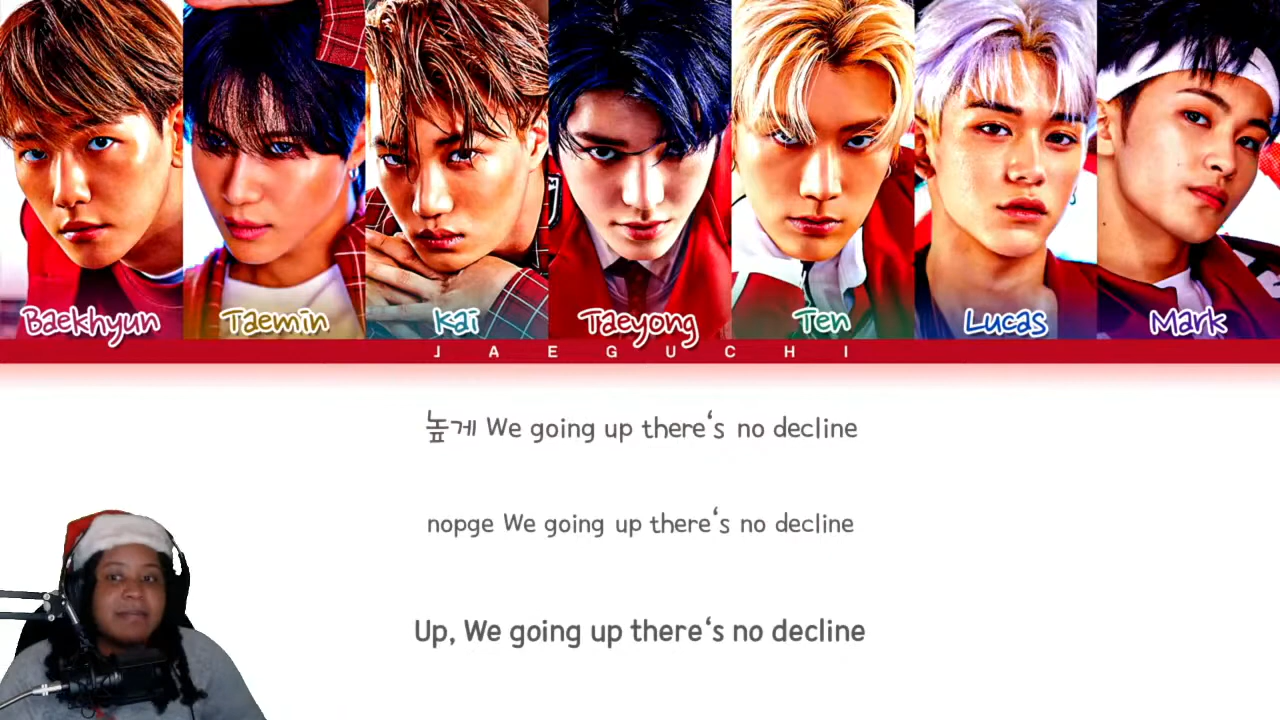 Baekhyun Taemin Kai Taeyong Ten Lucas Mark
JAEGUCHI
높게 We going up there‘s no decline
nopge We going up there‘s no decline
Up, We going up there‘s no decline